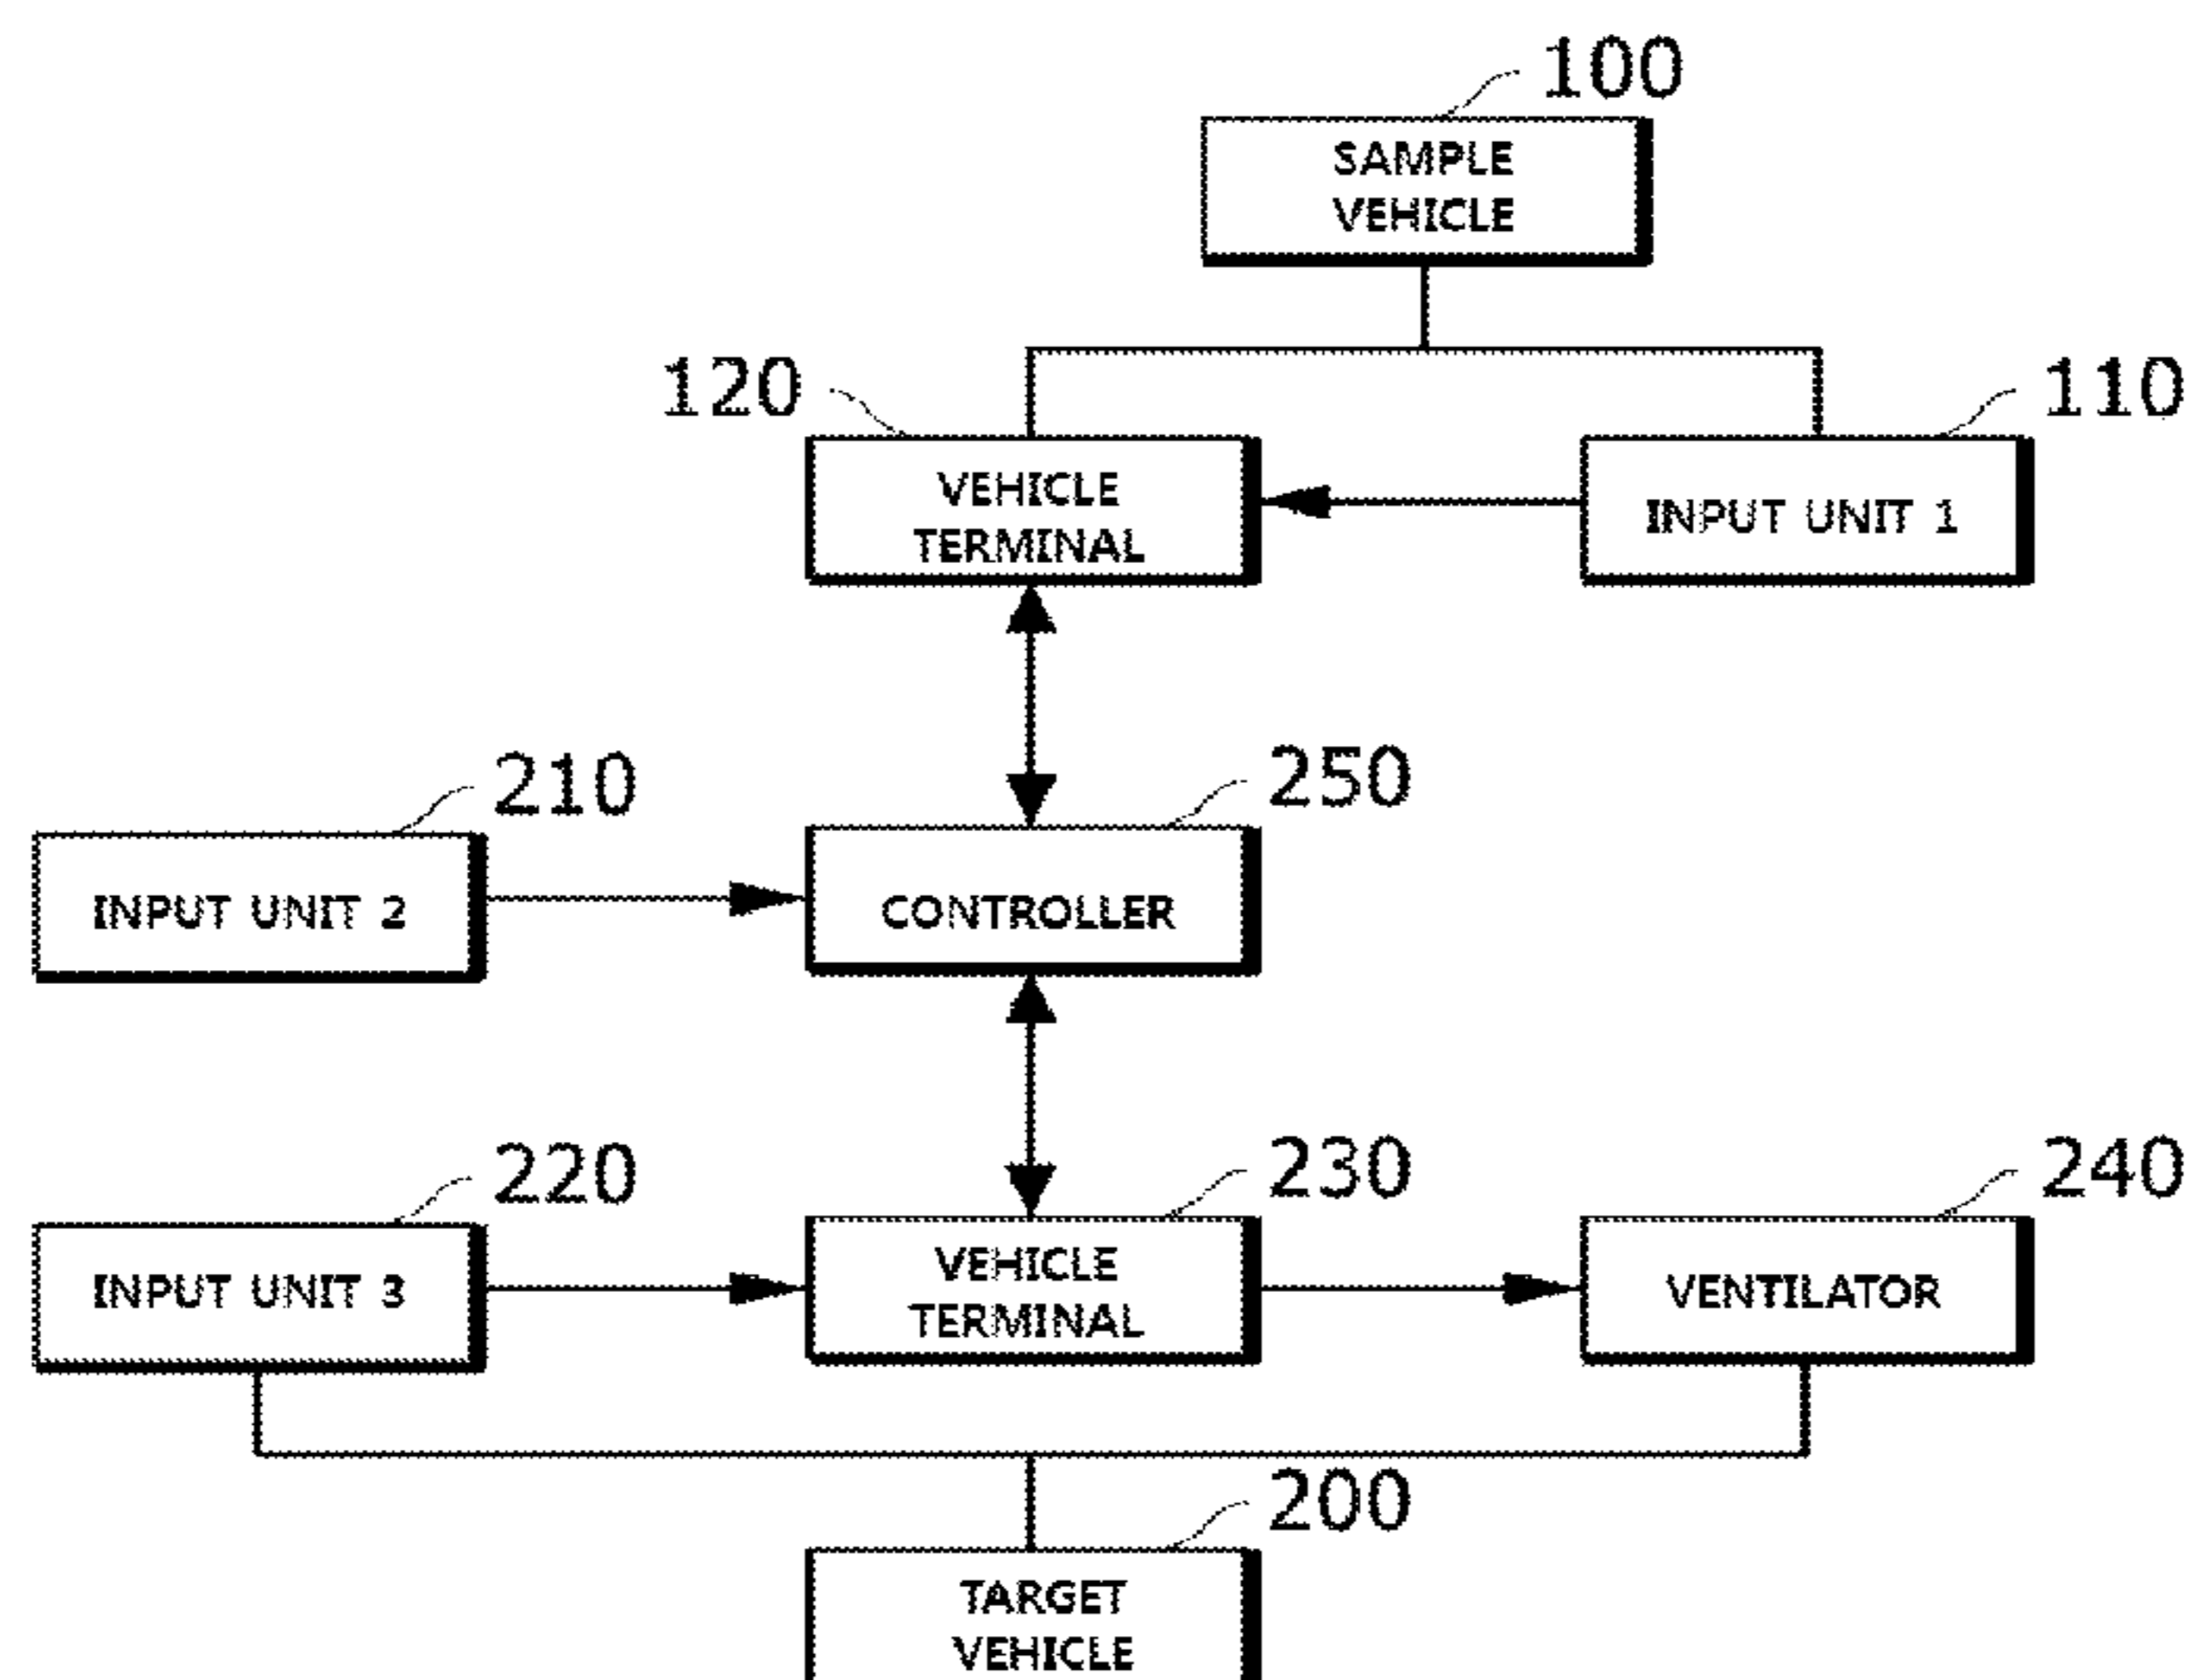 100
SAMPLE
VEHICLE
120
110
VEHICLE
TERMINAL
INPUT UNIT 1
210
250
INPUT UNIT 2
CONTROLLER
220
230
240
INPUT UNIT 3
VEHICLE
TERMINAL
VENTILATOR
200
TARGET
VEHICLE